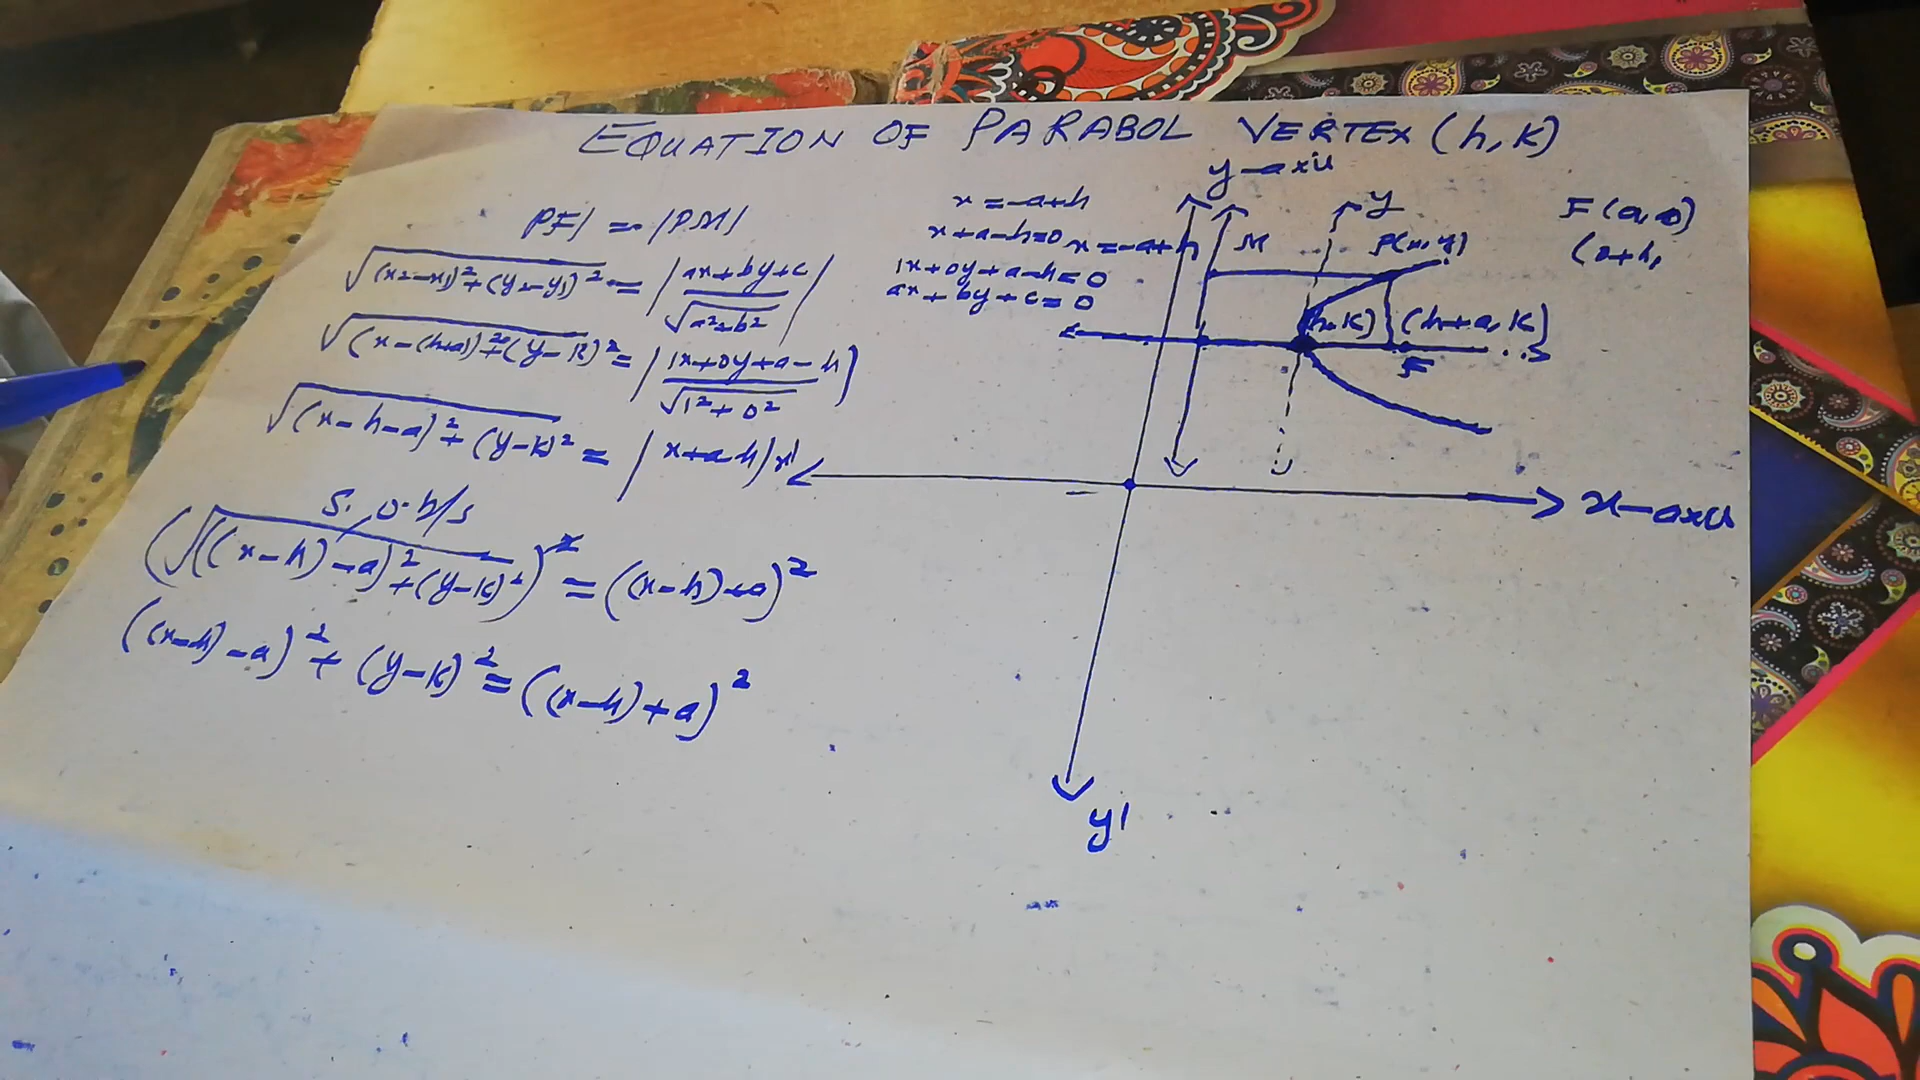 EQUATION OF PARABOL VERTEX (h, k)
PF| = |PM|
√(x2-x1)²+(y2-y1)² = |ax+by+c / √a²+b²|
√(x-(h+a))²+(y-k)² = |1x+0y+a-h / √1²+0²|
√(x-h-a)²+(y-k)² = |x+a-h|
S. O. b/s
(√((x-h)-a)²+(y-k)²)² = ((x-h)+a)²
((x-h)-a)² + (y-k)² = ((x-h)+a)²
x = -a+h
x+a-h=0
1x+0y+a-h=0
ax+by+c=0
x=-a+h
y-axis
M
y
P(x,y)
F(a,0)
(a+h,
(h,k)
(h+a,k)
F
x'
x-axis
y'